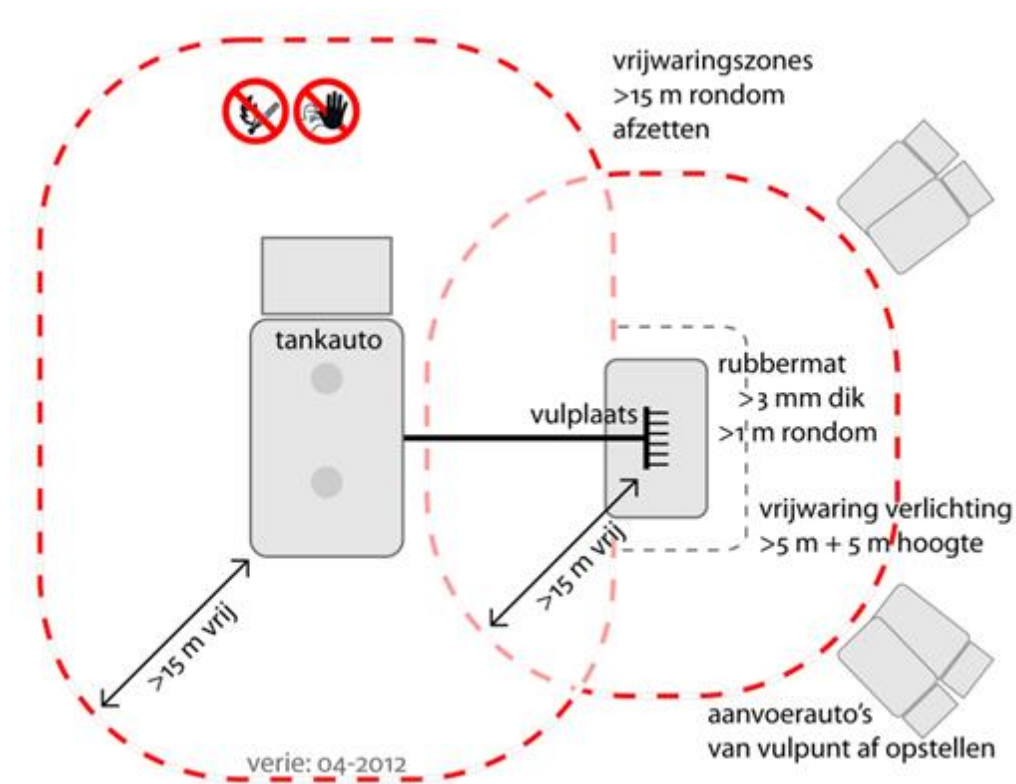 vrijwaringszones
>15 m rondom
afzetten
tankauto
vulplaats
rubbermat
>3 mm dik
>1 m rondom
vrijwaring verlichting
>5 m + 5 m hoogte
>15 m vrij
>15 m vrij
aanvoerauto's
van vulpunt af opstellen
verie: 04-2012